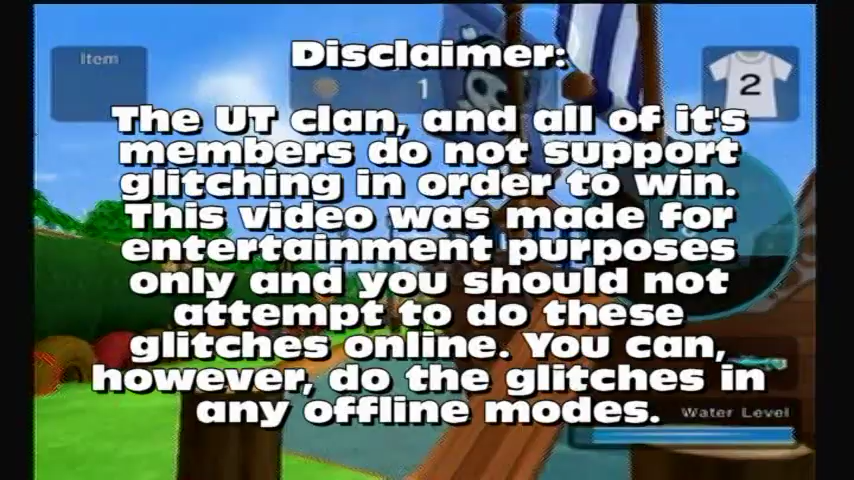 Disclaimer:
Item
1
2
The UT clan, and all of it's
members do not support
glitching in order to win.
This video was made for
entertainment purposes
only and you should not
attempt to do these
glitches online. You can,
however, do the glitches in
any offline modes.
Water Level